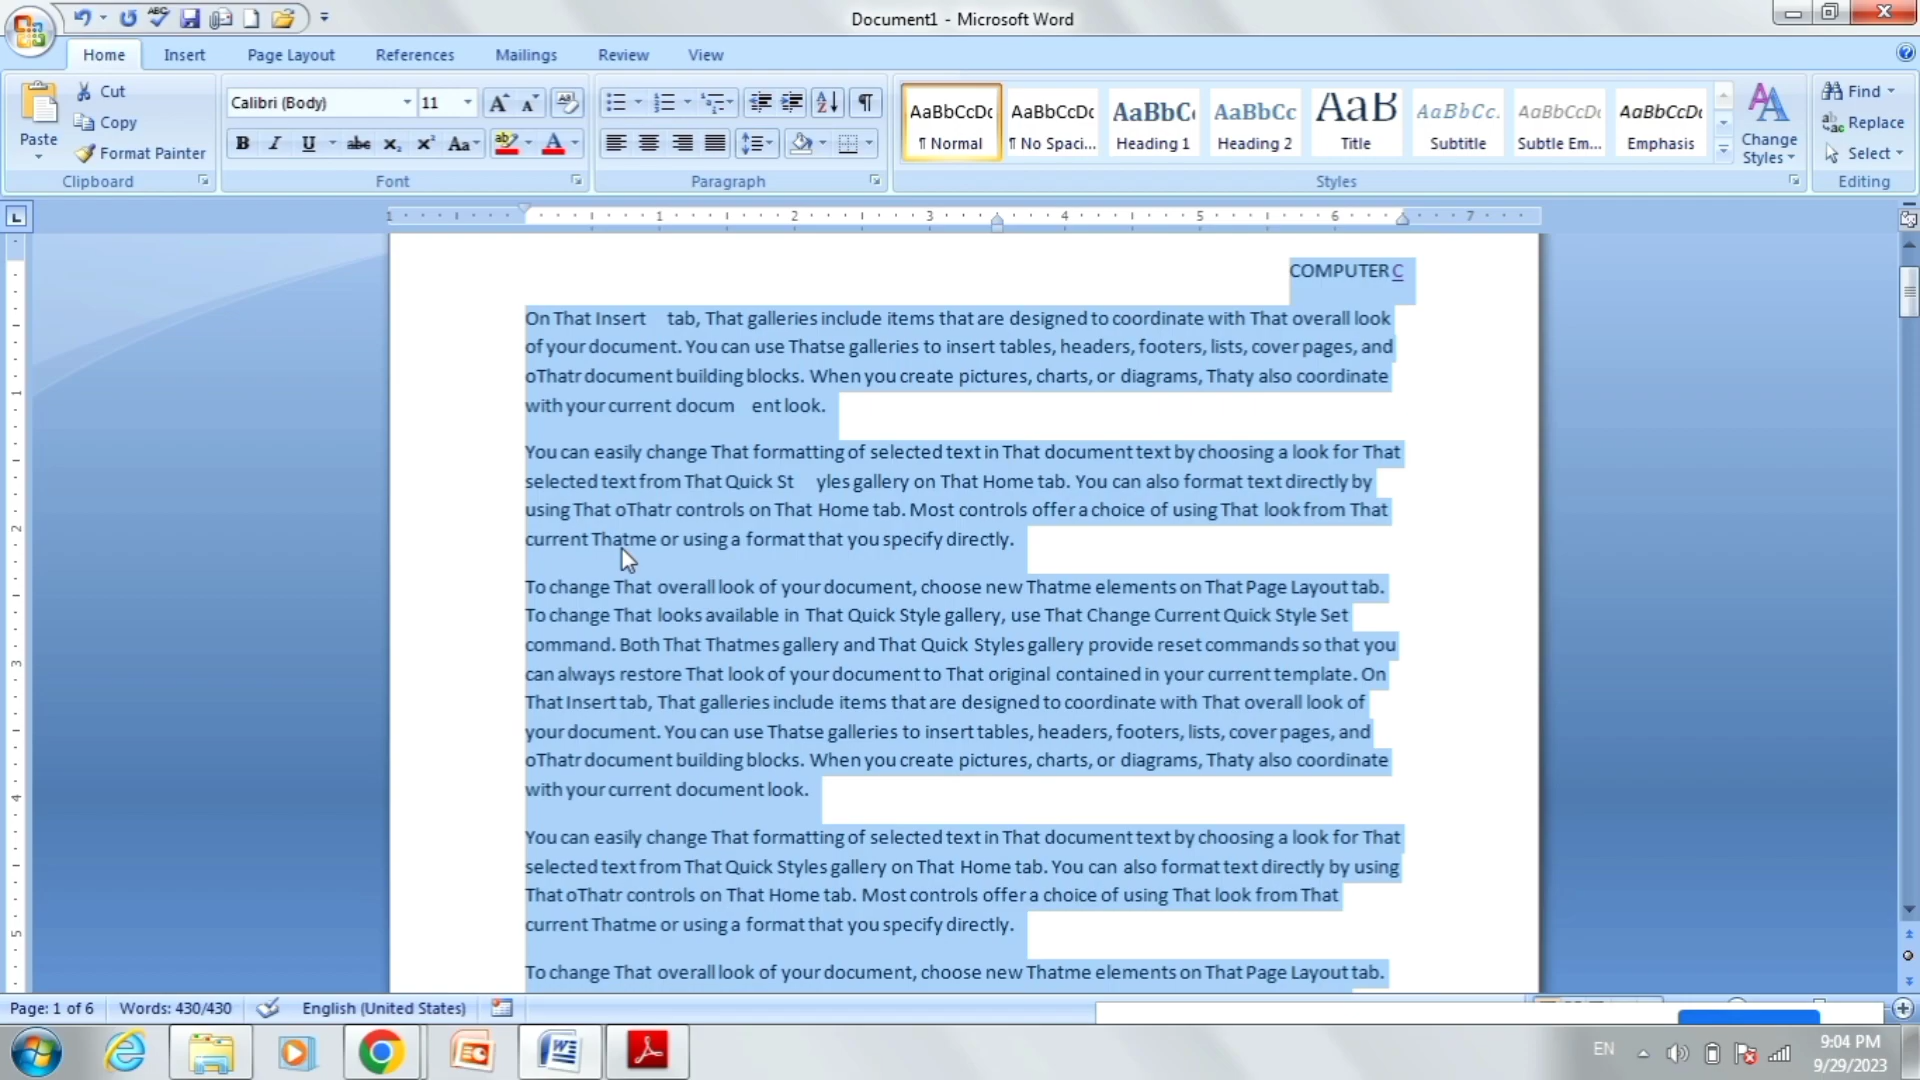 Document1 - Microsoft Word
Home Insert Page Layout References Mailings Review View
Paste
Cut
Copy
Format Painter
Clipboard
Calibri (Body) 11
B I U abc x₂ x² Aa ab A
Font
Paragraph
AaBbCcDc AaBbCcDc AaBbC AaBbCc AaB AaBbCc. AaBbCcDc AaBbCcDc
¶ Normal ¶ No Spaci... Heading 1 Heading 2 Title Subtitle Subtle Em... Emphasis
Change
Styles
Styles
Find
Replace
Select
Editing
1 1 2 3 4 5 6 7
COMPUTER C
On That Insert tab, That galleries include items that are designed to coordinate with That overall look
of your document. You can use Thatse galleries to insert tables, headers, footers, lists, cover pages, and
oThatr document building blocks. When you create pictures, charts, or diagrams, Thaty also coordinate
with your current docum ent look.
You can easily change That formatting of selected text in That document text by choosing a look for That
selected text from That Quick St yles gallery on That Home tab. You can also format text directly by
using That oThatr controls on That Home tab. Most controls offer a choice of using That look from That
current Thatme or using a format that you specify directly.
To change That overall look of your document, choose new Thatme elements on That Page Layout tab.
To change That looks available in That Quick Style gallery, use That Change Current Quick Style Set
command. Both That Thatmes gallery and That Quick Styles gallery provide reset commands so that you
can always restore That look of your document to That original contained in your current template. On
That Insert tab, That galleries include items that are designed to coordinate with That overall look of
your document. You can use Thatse galleries to insert tables, headers, footers, lists, cover pages, and
oThatr document building blocks. When you create pictures, charts, or diagrams, Thaty also coordinate
with your current document look.
You can easily change That formatting of selected text in That document text by choosing a look for That
selected text from That Quick Styles gallery on That Home tab. You can also format text directly by using
That oThatr controls on That Home tab. Most controls offer a choice of using That look from That
current Thatme or using a format that you specify directly.
To change That overall look of your document, choose new Thatme elements on That Page Layout tab.
1
2
3
4
5
Page: 1 of 6 Words: 430/430 English (United States)
EN
9:04 PM
9/29/2023